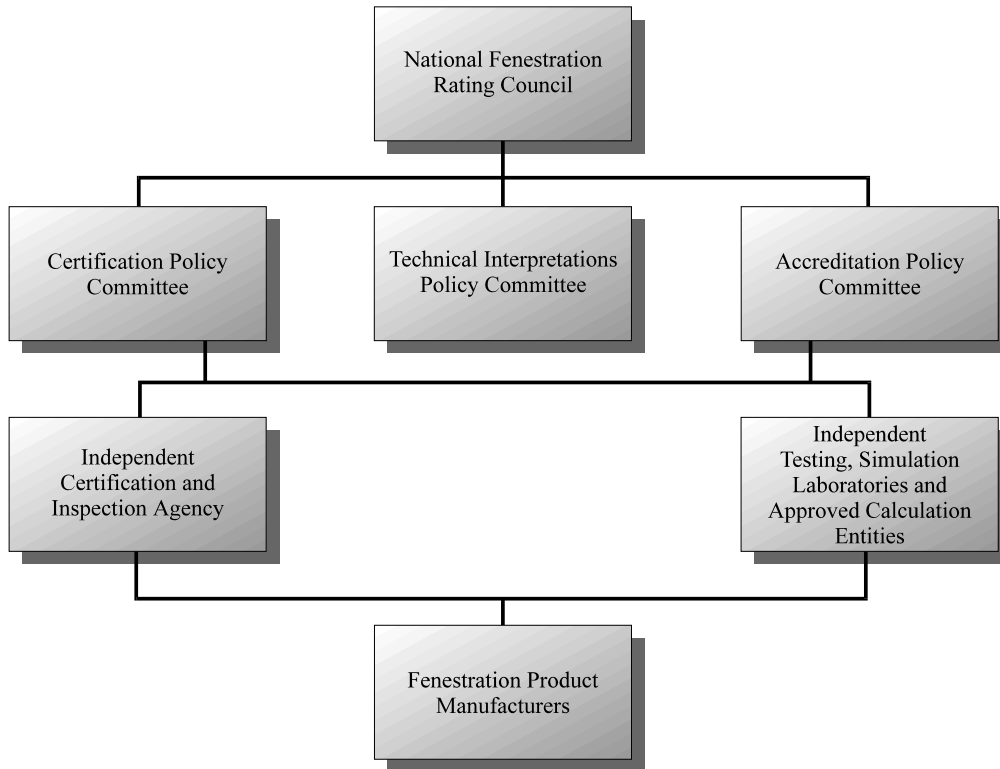 National Fenestration
Rating Council
Certification Policy
Committee
Technical Interpretations
Policy Committee
Accreditation Policy
Committee
Independent
Certification and
Inspection Agency
Independent
Testing, Simulation
Laboratories and
Approved Calculation
Entities
Fenestration Product
Manufacturers